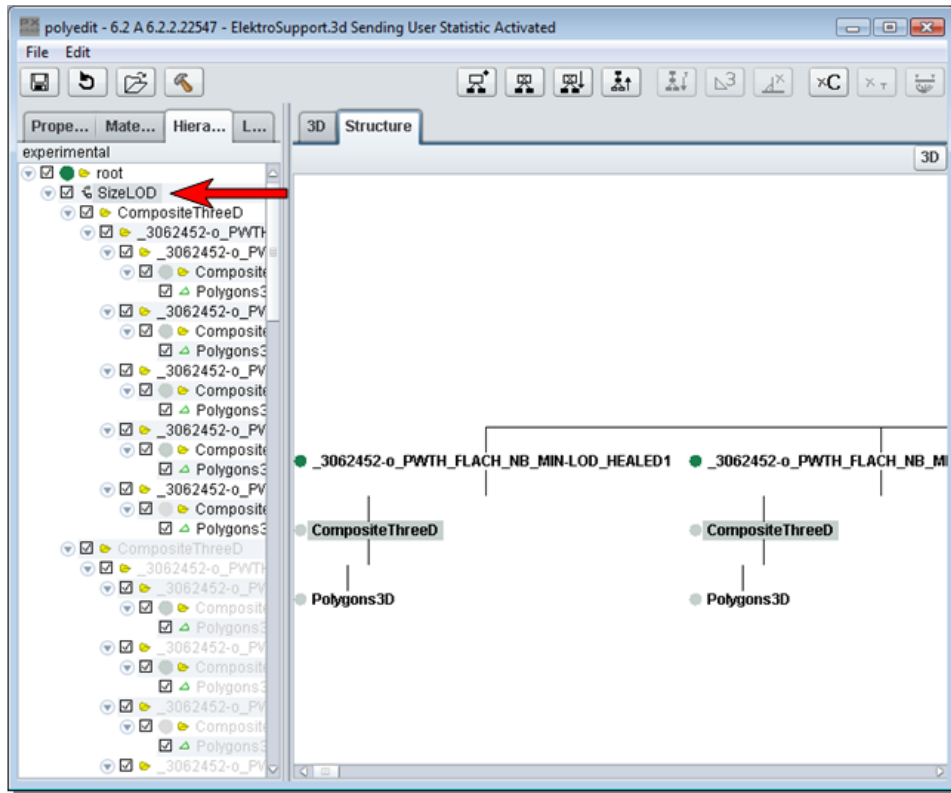 polyedit - 6.2 A 6.2.2.22547 - ElektroSupport.3d Sending User Statistic Activated
File Edit
Prope... Mate... Hiera... L...
3D Structure
experimental
3D
root
SizeLOD
CompositeThreeD
_3062452-o_PWTH
_3062452-o_PV
Composite
Polygons3
_3062452-o_PV
Composite
Polygons3
_3062452-o_PV
Composite
Polygons3
_3062452-o_PV
Composite
Polygons3
_3062452-o_PV
Composite
Polygons3
CompositeThreeD
_3062452-o_PWTH
_3062452-o_PV
Composite
Polygons3
_3062452-o_PV
Composite
Polygons3
_3062452-o_PV
Composite
Polygons3
_3062452-o_PV
_3062452-o_PWTH_FLACH_NB_MIN-LOD_HEALED1 _3062452-o_PWTH_FLACH_NB_MI
CompositeThreeD CompositeThreeD
Polygons3D Polygons3D